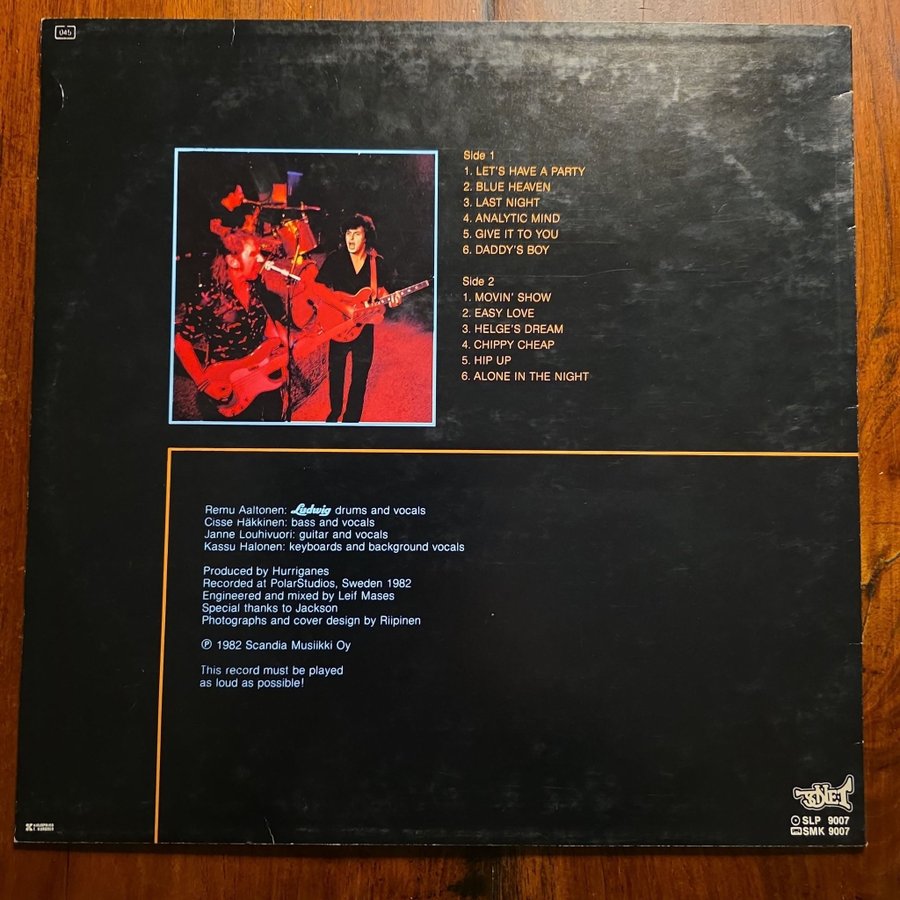 045
Side 1
1. LET'S HAVE A PARTY
2. BLUE HEAVEN
3. LAST NIGHT
4. ANALYTIC MIND
5. GIVE IT TO YOU
6. DADDY'S BOY
Side 2
1. MOVIN' SHOW
2. EASY LOVE
3. HELGE'S DREAM
4. CHIPPY CHEAP
5. HIP UP
6. ALONE IN THE NIGHT
Remu Aaltonen: Ludwig drums and vocals
Cisse Häkkinen: bass and vocals
Janne Louhivuori: guitar and vocals
Kassu Halonen: keyboards and background vocals
Produced by Hurriganes
Recorded at PolarStudios, Sweden 1982
Engineered and mixed by Leif Mases
Special thanks to Jackson
Photographs and cover design by Riipinen
℗ 1982 Scandia Musiikki Oy
This record must be played
as loud as possible!
SLP 9007
SMK 9007